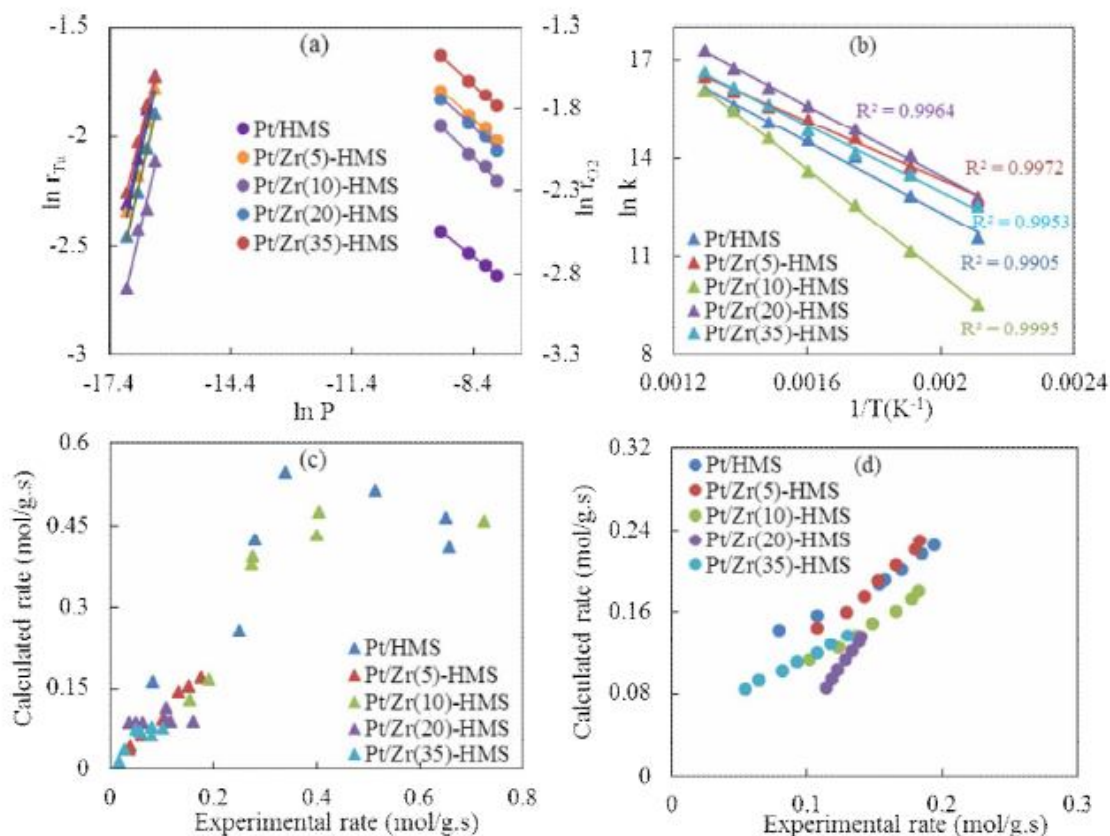 (a)
-1.5
-2
-2.5
-3
ln r
-17.4
-14.4
-11.4
-8.4
ln P
-1.3
-1.8
-2.3
-2.8
-3.3
Pt/HMS
Pt/Zr(5)-HMS
Pt/Zr(10)-HMS
Pt/Zr(20)-HMS
Pt/Zr(35)-HMS
(b)
17
14
11
8
ln k
0.0012
0.0016
0.002
0.0024
1/T(K⁻¹)
R² = 0.9964
R² = 0.9972
R² = 0.9953
R² = 0.9905
R² = 0.9995
Pt/HMS
Pt/Zr(5)-HMS
Pt/Zr(10)-HMS
Pt/Zr(20)-HMS
Pt/Zr(35)-HMS
(c)
0.6
0.45
0.3
0.15
0
Calculated rate (mol/g.s)
0
0.2
0.4
0.6
0.8
Experimental rate (mol/g.s)
Pt/HMS
Pt/Zr(5)-HMS
Pt/Zr(10)-HMS
Pt/Zr(20)-HMS
Pt/Zr(35)-HMS
(d)
0.32
0.24
0.16
0.08
0
Calculated rate (mol/g.s)
0
0.1
0.2
0.3
Experimental rate (mol/g.s)
Pt/HMS
Pt/Zr(5)-HMS
Pt/Zr(10)-HMS
Pt/Zr(20)-HMS
Pt/Zr(35)-HMS